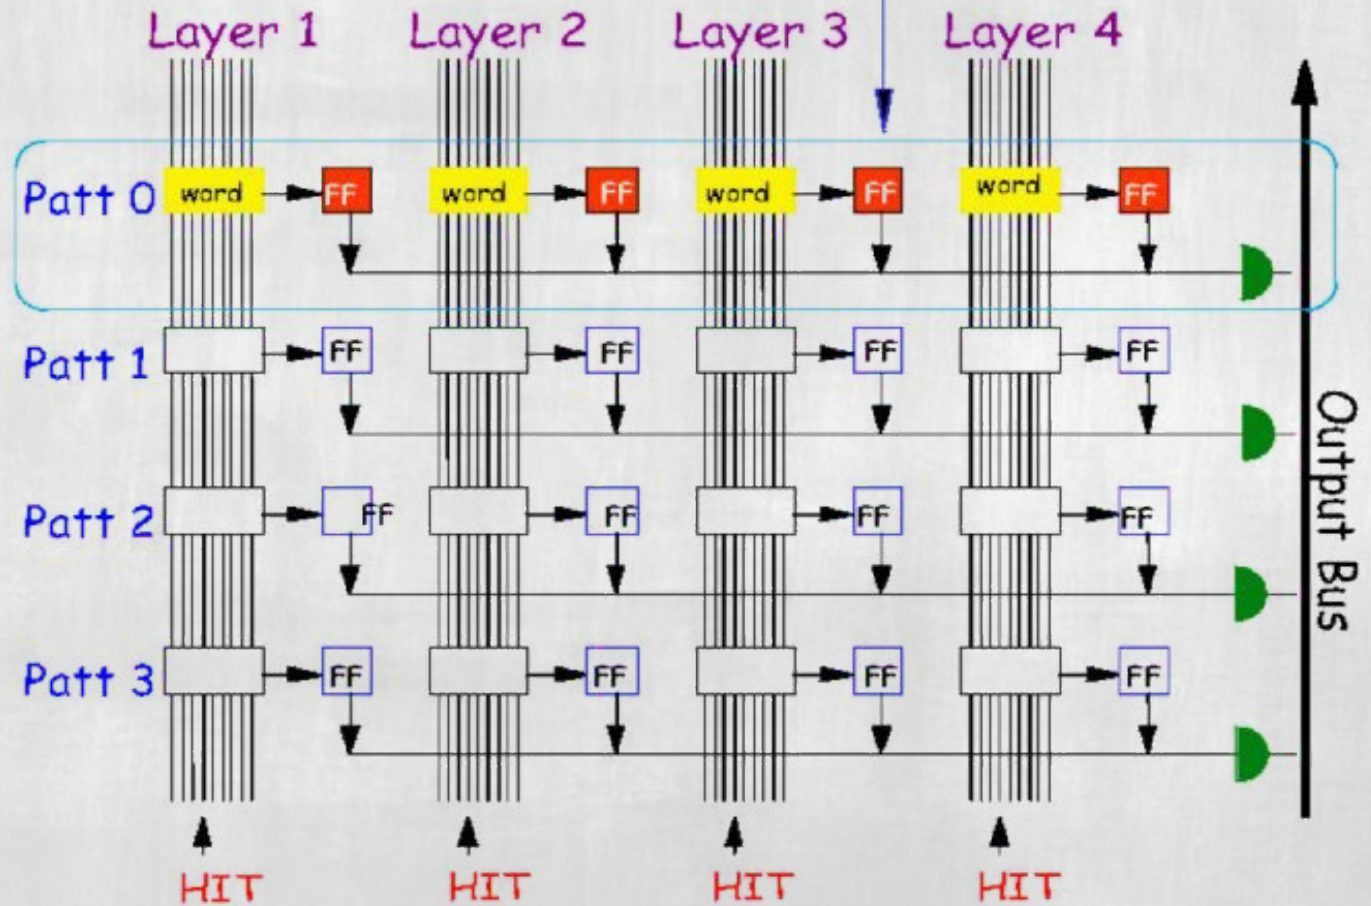 Layer 1 Layer 2 Layer 3 Layer 4
Patt 0 word FF word FF word FF word FF
Patt 1 FF FF FF FF
Patt 2 FF FF FF FF
Patt 3 FF FF FF FF
Output Bus
HIT HIT HIT HIT